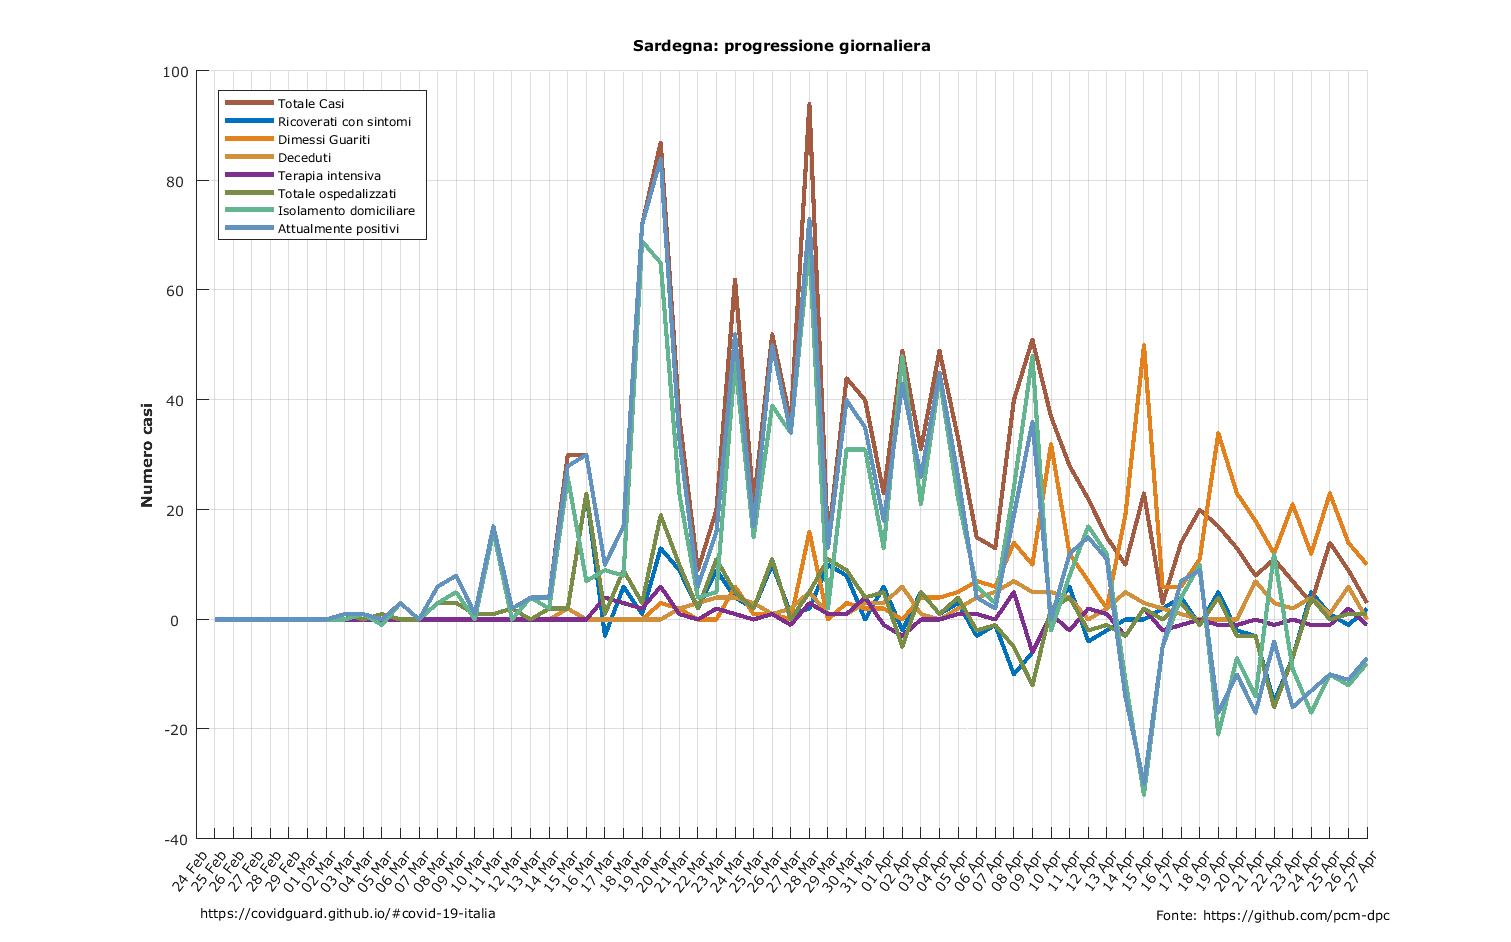 Sardegna: progressione giornaliera
100
80
60
40
20
0
-20
-40
Numero casi
Totale Casi
Ricoverati con sintomi
Dimessi Guariti
Deceduti
Terapia intensiva
Totale ospedalizzati
Isolamento domiciliare
Attualmente positivi
24 Feb
25 Feb
26 Feb
27 Feb
28 Feb
29 Feb
01 Mar
02 Mar
03 Mar
04 Mar
05 Mar
06 Mar
07 Mar
08 Mar
09 Mar
10 Mar
11 Mar
12 Mar
13 Mar
14 Mar
15 Mar
16 Mar
17 Mar
18 Mar
19 Mar
20 Mar
21 Mar
22 Mar
23 Mar
24 Mar
25 Mar
26 Mar
27 Mar
28 Mar
29 Mar
30 Mar
31 Mar
01 Apr
02 Apr
03 Apr
04 Apr
05 Apr
06 Apr
07 Apr
08 Apr
09 Apr
10 Apr
11 Apr
12 Apr
13 Apr
14 Apr
15 Apr
16 Apr
17 Apr
18 Apr
19 Apr
20 Apr
21 Apr
22 Apr
23 Apr
24 Apr
25 Apr
26 Apr
27 Apr
https://covidguard.github.io/#covid-19-italia
Fonte: https://github.com/pcm-dpc